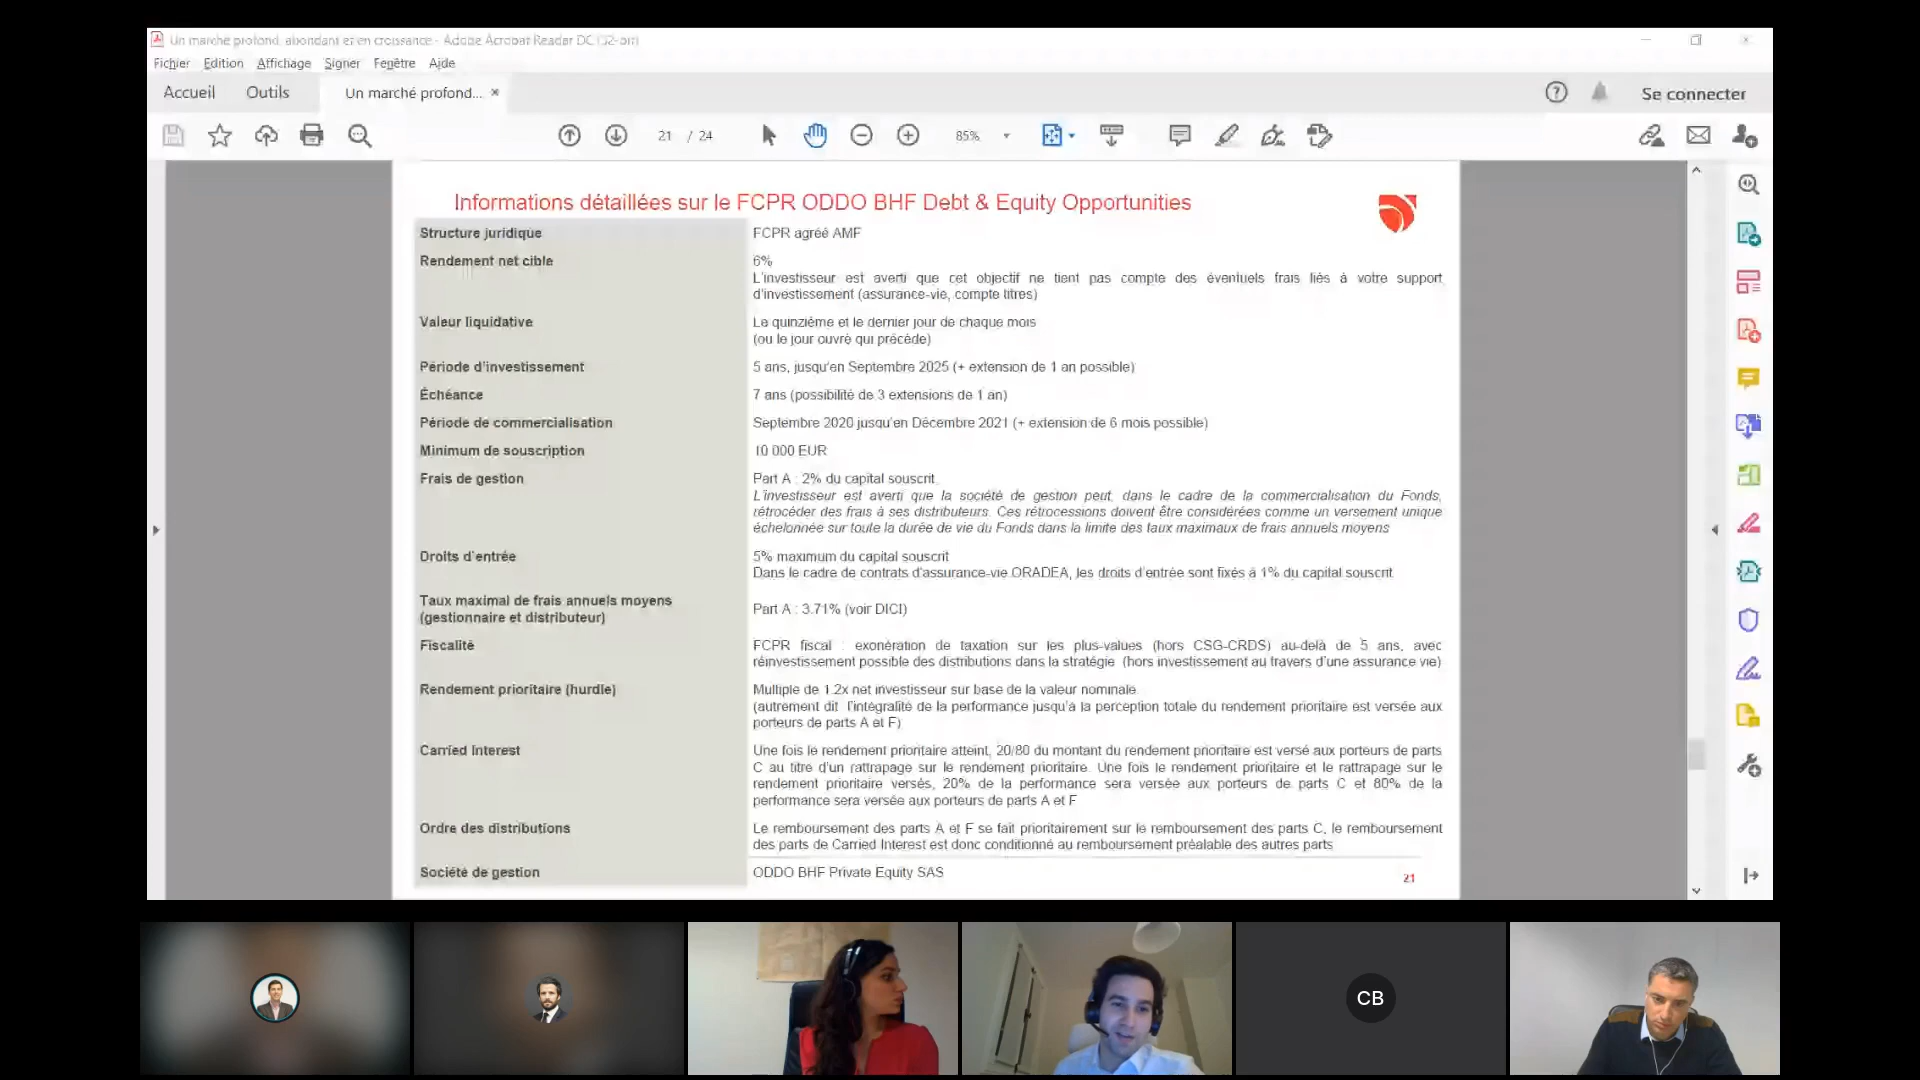 Un marché profond, abondant et en croissance - Adobe Acrobat Reader DC (32-bit)
Fichier Edition Affichage Signer Fenêtre Aide
Accueil Outils Un marché profond... × Se connecter
21 / 24 85%
Informations détaillées sur le FCPR ODDO BHF Debt & Equity Opportunities
Structure juridique FCPR agréé AMF
Rendement net cible 6%
L'investisseur est averti que cet objectif ne tient pas compte des éventuels frais liés à votre support
d'investissement (assurance-vie, compte titres)
Valeur liquidative Le quinzième et le dernier jour de chaque mois
(ou le jour ouvré qui précède)
Période d'investissement 5 ans, jusqu'en Septembre 2025 (+ extension de 1 an possible)
Échéance 7 ans (possibilité de 3 extensions de 1 an)
Période de commercialisation Septembre 2020 jusqu'en Décembre 2021 (+ extension de 6 mois possible)
Minimum de souscription 10 000 EUR
Frais de gestion Part A : 2% du capital souscrit
L'investisseur est averti que la société de gestion peut, dans le cadre de la commercialisation du Fonds,
rétrocéder des frais à ses distributeurs. Ces rétrocessions doivent être considérées comme un versement unique
échelonnée sur toute la durée de vie du Fonds dans la limite des taux maximaux de frais annuels moyens
Droits d'entrée 5% maximum du capital souscrit
Dans le cadre de contrats d'assurance-vie ORADEA, les droits d'entrée sont fixés à 1% du capital souscrit
Taux maximal de frais annuels moyens
(gestionnaire et distributeur) Part A : 3.71% (voir DICI)
Fiscalité FCPR fiscal : exonération de taxation sur les plus-values (hors CSG-CRDS) au-delà de 5 ans, avec
réinvestissement possible des distributions dans la stratégie (hors investissement au travers d'une assurance vie)
Rendement prioritaire (hurdle) Multiple de 1.2x net investisseur sur base de la valeur nominale
(autrement dit l'intégralité de la performance jusqu'à la perception totale du rendement prioritaire est versée aux
porteurs de parts A et F)
Carried Interest Une fois le rendement prioritaire atteint, 20/80 du montant du rendement prioritaire est versé aux porteurs de parts
C au titre d'un rattrapage sur le rendement prioritaire. Une fois le rendement prioritaire et le rattrapage sur le
rendement prioritaire versés, 20% de la performance sera versée aux porteurs de parts C et 80% de la
performance sera versée aux porteurs de parts A et F
Ordre des distributions Le remboursement des parts A et F se fait prioritairement sur le remboursement des parts C, le remboursement
des parts de Carried Interest est donc conditionné au remboursement préalable des autres parts
Société de gestion ODDO BHF Private Equity SAS
21
CB